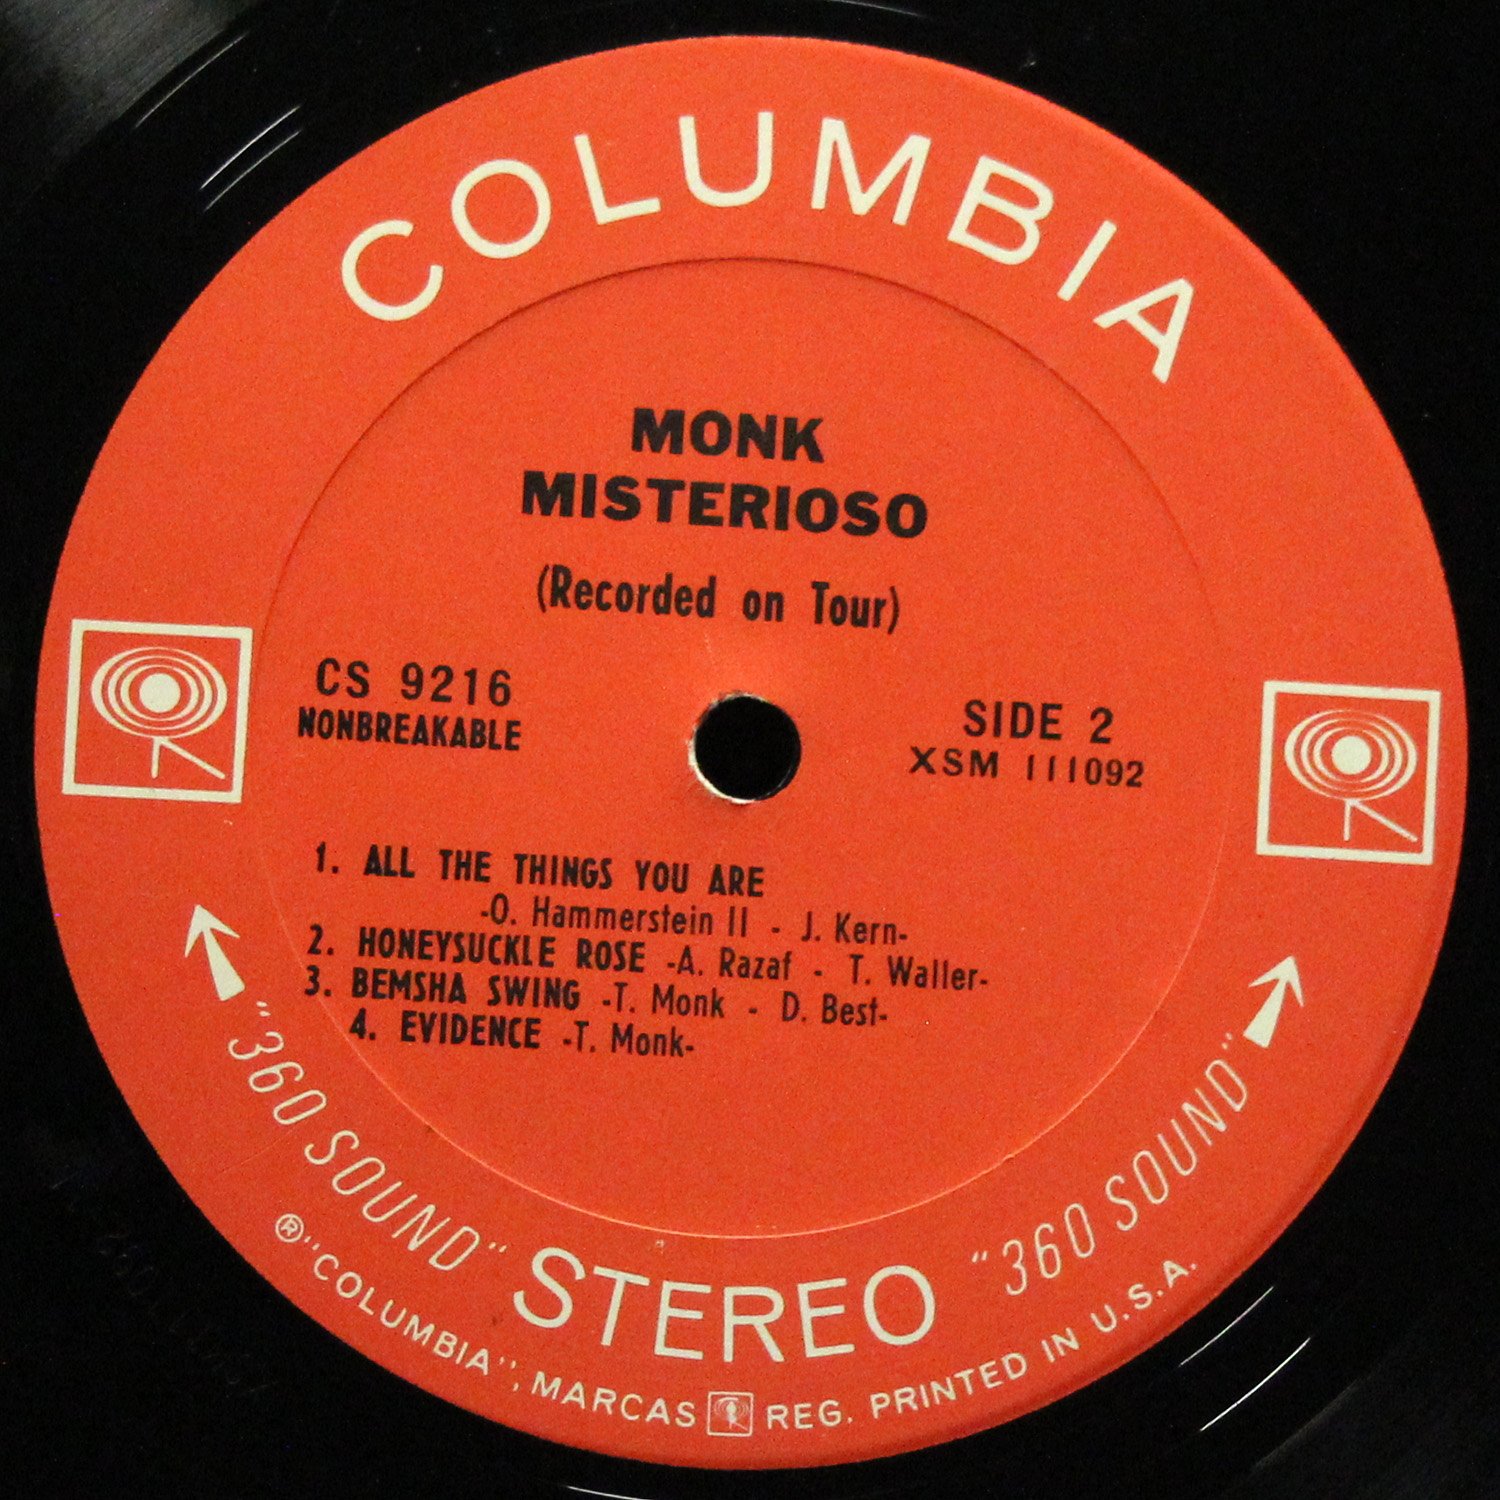 COLUMBIA
MONK
MISTERIOSO
(Recorded on Tour)
CS 9216
NONBREAKABLE
SIDE 2
XSM 111092
1. ALL THE THINGS YOU ARE
-O. Hammerstein II - J. Kern-
2. HONEYSUCKLE ROSE -A. Razaf - T. Waller-
3. BEMSHA SWING -T. Monk - D. Best-
4. EVIDENCE -T. Monk-
"360 SOUND" STEREO "360 SOUND"
® "COLUMBIA", MARCAS REG. PRINTED IN U.S.A.